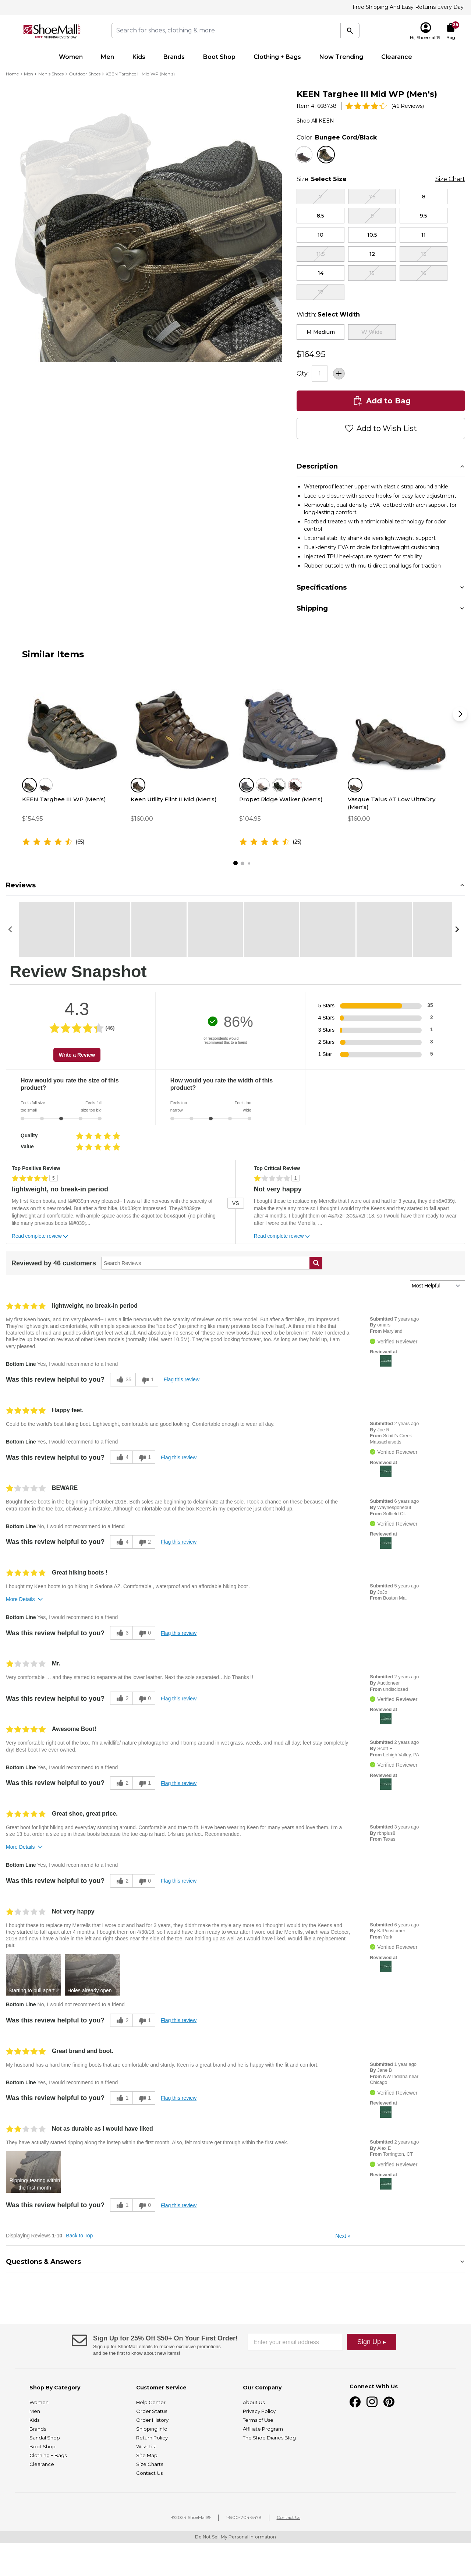 Free Shipping And Easy Returns Every Day
ShoeMall
FREE SHIPPING EVERY DAY
Search for shoes, clothing & more
Hi, Shoemall®!
Bag
Women Men Kids Brands Boot Shop Clothing + Bags Now Trending Clearance
Home > Men > Men's Shoes > Outdoor Shoes > KEEN Targhee III Mid WP (Men's)
KEEN Targhee III Mid WP (Men's)
Item #: 668738 (46 Reviews)
Shop All KEEN
Color: Bungee Cord/Black
Size: Select Size Size Chart
7 7.5 8
8.5 9 9.5
10 10.5 11
11.5 12 13
14 15 16
17
Width: Select Width
M Medium W Wide
$164.95
Qty: 1 +
Add to Bag
Add to Wish List
Description
• Waterproof leather upper with elastic strap around ankle
• Lace-up closure with speed hooks for easy lace adjustment
• Removable, dual-density EVA footbed with arch support for
long-lasting comfort
• Footbed treated with antimicrobial technology for odor
control
• External stability shank delivers lightweight support
• Dual-density EVA midsole for lightweight cushioning
• Injected TPU heel-capture system for stability
• Rubber outsole with multi-directional lugs for traction
Specifications
Shipping
Similar Items
KEEN Targhee III WP (Men's)
$154.95
(65)
Keen Utility Flint II Mid (Men's)
$160.00
Propet Ridge Walker (Men's)
$104.95
(25)
Vasque Talus AT Low UltraDry
(Men's)
$160.00
Reviews
Review Snapshot
4.3
(46)
Write a Review
86%
of respondents would
recommend this to a friend
5 Stars 35
4 Stars 2
3 Stars 1
2 Stars 3
1 Star 5
How would you rate the size of this
product?
Feels full size Feels full
too small size too big
How would you rate the width of this
product?
Feels too Feels too
narrow wide
Quality
Value
Top Positive Review
5
lightweight, no break-in period
My first Keen boots, and I&#039;m very pleased-- I was a little nervous with the scarcity of
reviews on this new model. But after a first hike, I&#039;m impressed. They&#039;re
lightweight and comfortable, with ample space across the &quot;toe box&quot; (no pinching
like many previous boots I&#039;...
Read complete review
VS
Top Critical Review
1
Not very happy
I bought these to replace my Merrells that I wore out and had for 3 years, they didn&#039;t
make the style any more so I thought I would try the Keens and they started to fall apart
after 4 months. I bought them on 4&#x2F;30&#x2F;18, so I would have them ready to wear
after I wore out the Merrells, ...
Read complete review
Reviewed by 46 customers
Search Reviews
Most Helpful
lightweight, no break-in period
My first Keen boots, and I'm very pleased-- I was a little nervous with the scarcity of reviews on this new model. But after a first hike, I'm impressed.
They're lightweight and comfortable, with ample space across the "toe box" (no pinching like many previous boots I've had). A three mile hike that
featured lots of mud and puddles didn't get feet wet at all. And absolutely no sense of "these are new boots that need to be broken in". Note: I ordered a
half-size up based on reviews of other Keen models.
Bottom Line Yes, I would recommend to a friend
Was this review helpful to you? 35 1 Flag this review
Submitted 7 years ago
From Maryland
Verified Reviewer
Reviewed at
Happy feet.
Could be the world's best hiking boot. Lightweight, comfortable and good looking. Comfortable enough to wear all day.
Bottom Line Yes, I would recommend to a friend
Was this review helpful to you? 4 1 Flag this review
Submitted 2 years ago
By Joe R
Massachusetts
Verified Reviewer
Reviewed at
BEWARE
Bought these boots in the beginning of October 2018. Both soles are beginning to delaminate at the side. I took a chance on these because of the
extra room in the toe box, obviously a mistake. Although comfortable out of the box Keen's in my experience just don't hold up.
Bottom Line No, I would not recommend to a friend
Was this review helpful to you? 4 2 Flag this review
Submitted 6 years ago
From Suffield Ct.
Verified Reviewer
Reviewed at
Great hiking boots !
I bought my Keen boots to go hiking in Sadona AZ. Comfortable , waterproof and an affordable hiking boot .
More Details
Bottom Line Yes, I would recommend to a friend
Was this review helpful to you? 3 0 Flag this review
Submitted 5 years ago
By JoJo
From Boston Ma.
Mr.
Very comfortable … and they started to separate at the lower leather. Next the sole separated…No Thanks !!
Was this review helpful to you? 2 0 Flag this review
Submitted 2 years ago
By Auctioneer
From undisclosed
Verified Reviewer
Reviewed at
Awesome Boot!
Very comfortable right out of the box. I'm a wildlife/ nature photographer and I tromp around in wet grass, weeds, and mud all day; feet stay completely
dry! Best boot I've ever owned.
Bottom Line Yes, I would recommend to a friend
Was this review helpful to you? 2 1 Flag this review
Submitted 2 years ago
By Scott F
From Lehigh Valley, PA
Verified Reviewer
Reviewed at
Great shoe, great price.
Great boot for light hiking and everyday stomping around. Comfortable and true to fit. Have been wearing Keen for many years and love them. I'm a
size 13 but order a size up in these boots because the toe cap is hard. 14s are perfect. Recommended.
More Details
Bottom Line Yes, I would recommend to a friend
Was this review helpful to you? 2 0 Flag this review
Submitted 3 years ago
From Texas
Not very happy
I bought these to replace my Merrells that I wore out and had for 3 years, they didn't make the style any more so I thought I would try the Keens and
they started to fall apart after 4 months. I bought them on 4/30/18, so I would have them ready to wear after I wore out the Merrells, which was October,
2018 and now I have a hole in the left and right shoes near the side of the toe. Not holding up as well as I would have liked. Would like a replacement
pair.
Starting to pull apart Holes already open
Bottom Line No, I would not recommend to a friend
Was this review helpful to you? 2 1 Flag this review
Submitted 6 years ago
By KJPcustomer
From York
Verified Reviewer
Reviewed at
Great brand and boot.
My husband has a hard time finding boots that are comfortable and sturdy. Keen is a great brand and he is happy with the fit and comfort.
Bottom Line Yes, I would recommend to a friend
Was this review helpful to you? 1 1 Flag this review
Submitted 1 year ago
By Jane B
From NW Indiana near
Chicago
Verified Reviewer
Reviewed at
Not as durable as I would have liked
They have actually started ripping along the instep within the first month. Also, felt moisture get through within the first week.
Ripping/ tearing within
the first month
Was this review helpful to you? 1 0 Flag this review
Submitted 2 years ago
By Alex E
From Torrington, CT
Verified Reviewer
Reviewed at
Displaying Reviews 1-10 Back to Top Next »
Questions & Answers
Sign Up for 25% Off $50+ On Your First Order!
Sign up for ShoeMall emails to receive exclusive promotions
and be the first to know about new items!
Enter your email address
Sign Up ▸
Shop By Category
Women
Men
Kids
Brands
Sandal Shop
Boot Shop
Clothing + Bags
Clearance
Customer Service
Help Center
Order Status
Order History
Shipping Info
Return Policy
Wish List
Site Map
Size Charts
Contact Us
Our Company
About Us
Privacy Policy
Terms of Use
Affiliate Program
The Shoe Diaries Blog
Connect With Us
©2024 ShoeMall® | 1-800-704-5478 | Contact Us
Do Not Sell My Personal Information